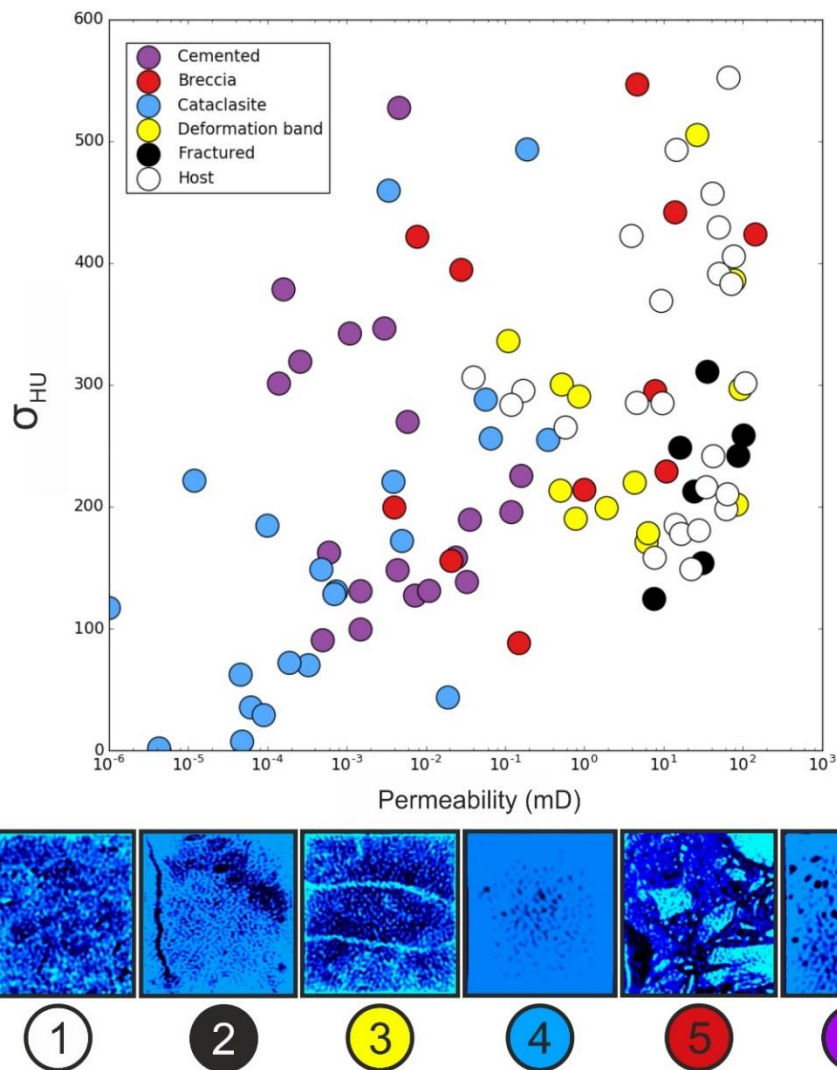 600
500
400
300
200
100
0
σHU
Cemented
Breccia
Cataclasite
Deformation band
Fractured
Host
10⁻⁶ 10⁻⁵ 10⁻⁴ 10⁻³ 10⁻² 10⁻¹ 10⁰ 10¹ 10² 10³
Permeability (mD)
1 2 3 4 5